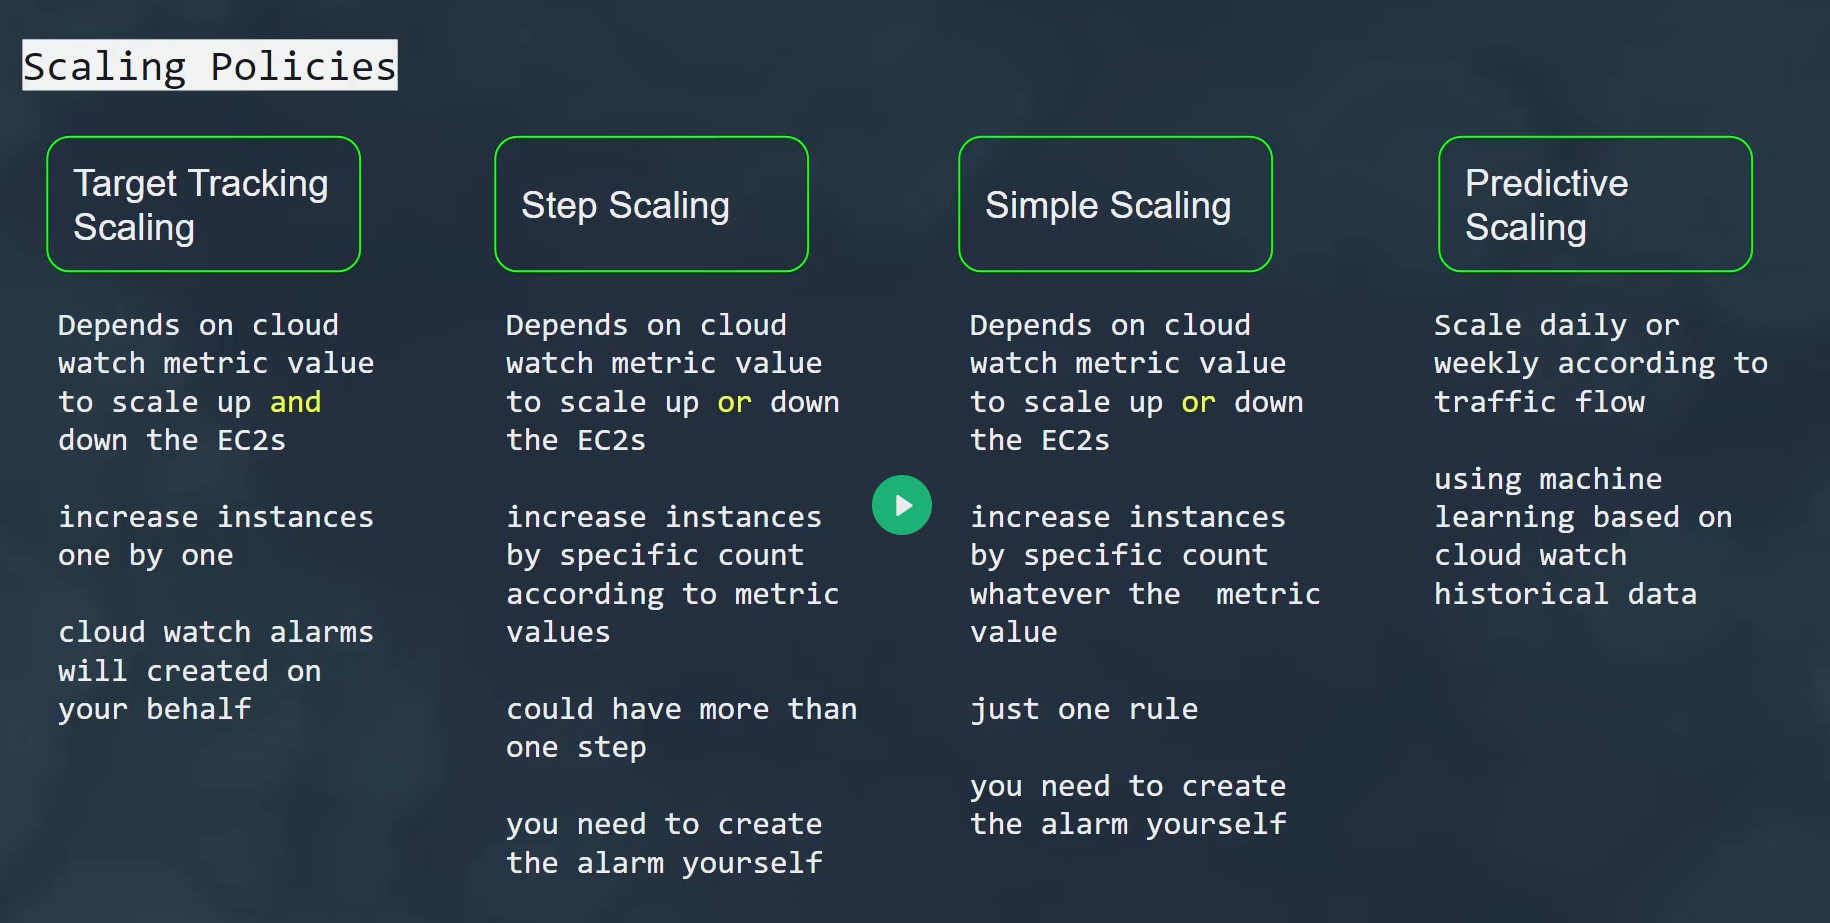 Scaling Policies
Target Tracking
Scaling
Depends on cloud
watch metric value
to scale up and
down the EC2s
increase instances
one by one
cloud watch alarms
will created on
your behalf
Step Scaling
Depends on cloud
watch metric value
to scale up or down
the EC2s
increase instances
by specific count
according to metric
values
could have more than
one step
you need to create
the alarm yourself
Simple Scaling
Depends on cloud
watch metric value
to scale up or down
the EC2s
increase instances
by specific count
whatever the  metric
value
just one rule
you need to create
the alarm yourself
Predictive
Scaling
Scale daily or
weekly according to
traffic flow
using machine
learning based on
cloud watch
historical data